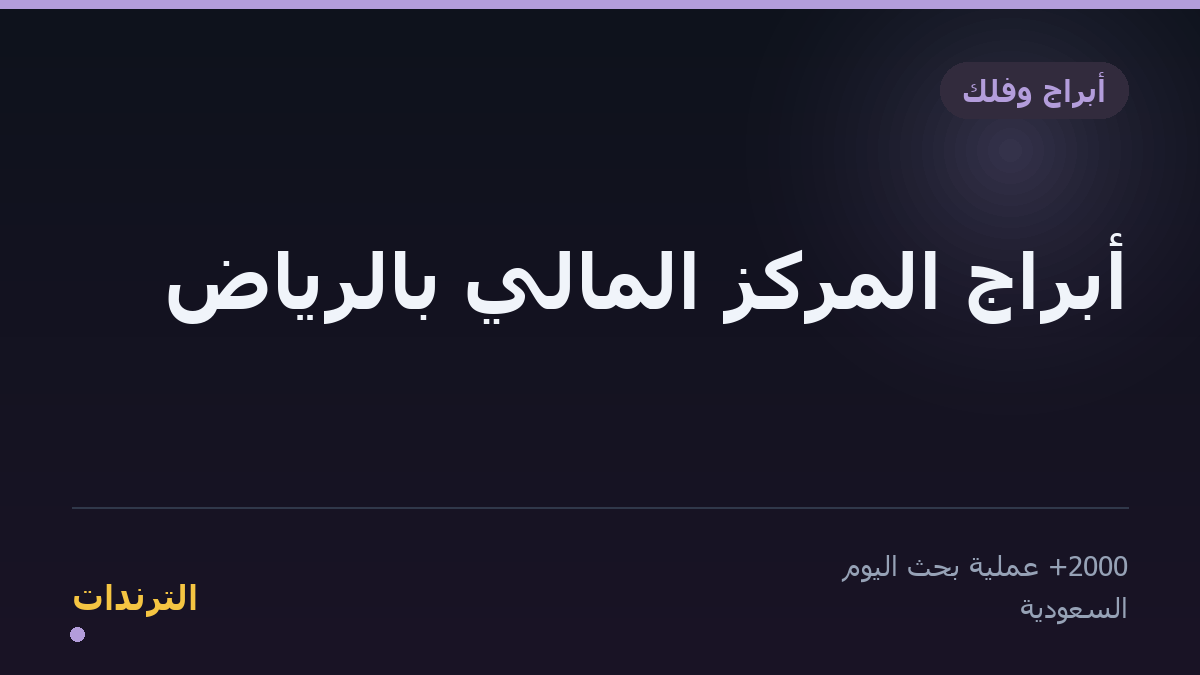 أبراج وفلك
أبراج المركز المالي بالرياض
2000+ عملية بحث اليوم
السعودية
الترندات